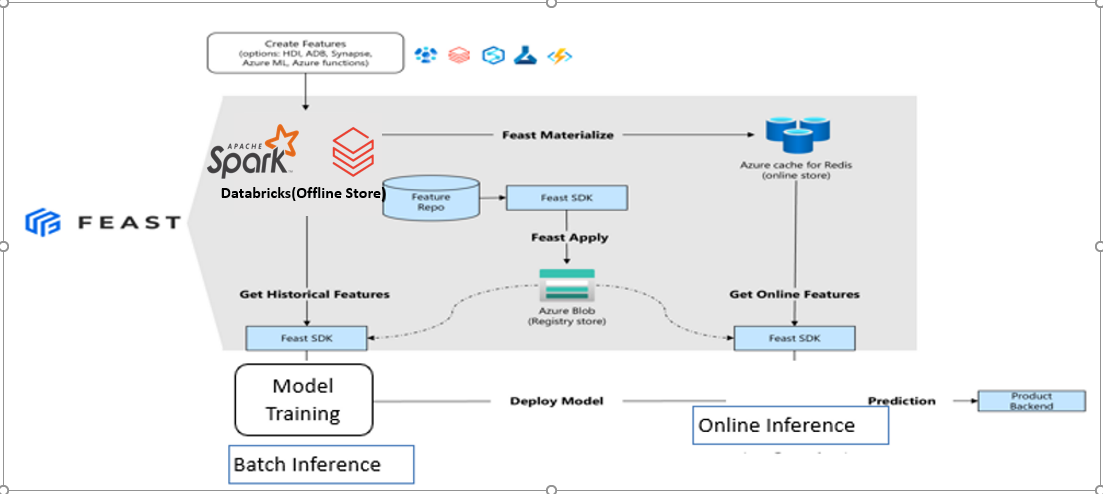 Create Features
(options: HDI, ADB, Synapse,
Azure ML, Azure functions)
APACHE
Spark
Feast Materialize
Azure cache for Redis
(online store)
Databricks(Offline Store)
Feature
Repo
Feast SDK
FEAST
Feast Apply
Get Historical Features
Get Online Features
Azure Blob
(Registry store)
Feast SDK
Feast SDK
Model
Training
Deploy Model
Prediction
Product
Backend
Online Inference
Batch Inference